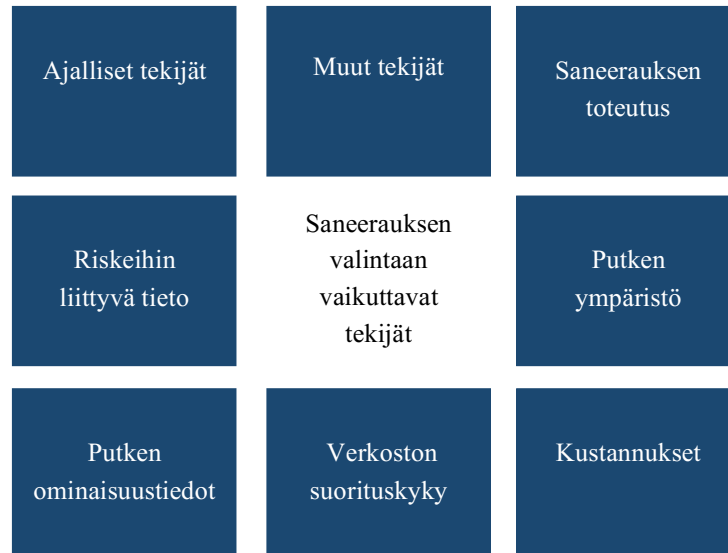 Ajalliset tekijät
Muut tekijät
Saneerauksen
toteutus
Riskeihin
liittyvä tieto
Saneerauksen
valintaan
vaikuttavat
tekijät
Putken
ympäristö
Putken
ominaisuustiedot
Verkoston
suorituskyky
Kustannukset